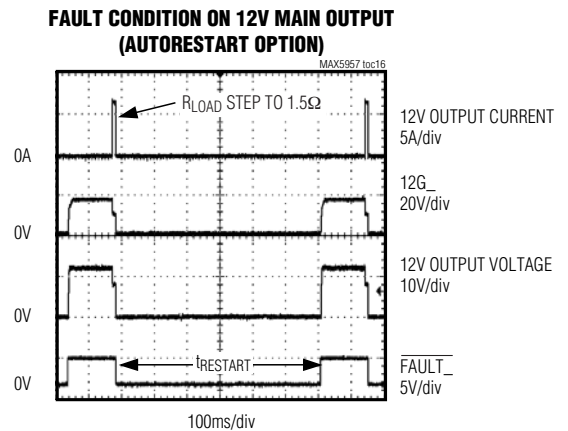 FAULT CONDITION ON 12V MAIN OUTPUT
(AUTORESTART OPTION)
MAX5957 toc16
RLOAD STEP TO 1.5Ω
12V OUTPUT CURRENT
5A/div
0A
12G_
20V/div
0V
12V OUTPUT VOLTAGE
10V/div
0V
tRESTART
FAULT_
5V/div
0V
100ms/div